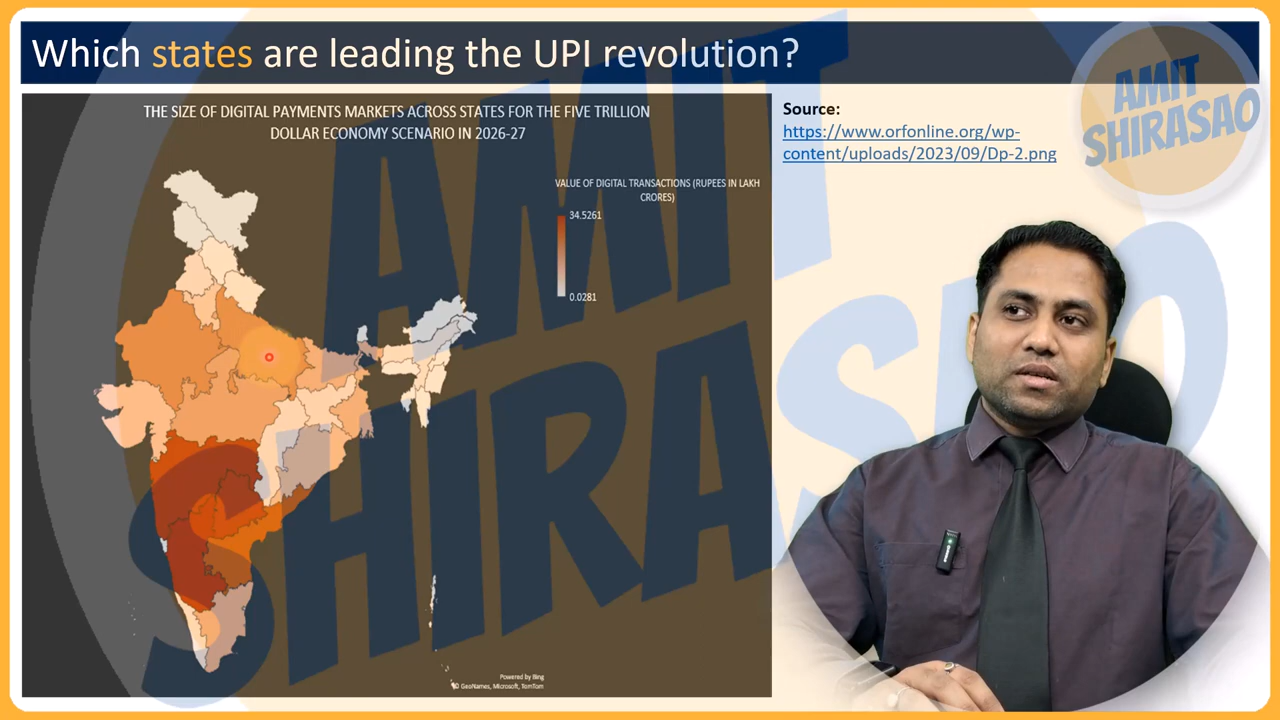 Which states are leading the UPI revolution?
AMIT
SHIRASAO
THE SIZE OF DIGITAL PAYMENTS MARKETS ACROSS STATES FOR THE FIVE TRILLION
DOLLAR ECONOMY SCENARIO IN 2026-27
Source:
https://www.orfonline.org/wp-
content/uploads/2023/09/Dp-2.png
VALUE OF DIGITAL TRANSACTIONS (RUPEES IN LAKH
CRORES)
34.5261
0.0281
AMIT
SHIRASAO
Powered by Bing
© GeoNames, Microsoft, TomTom